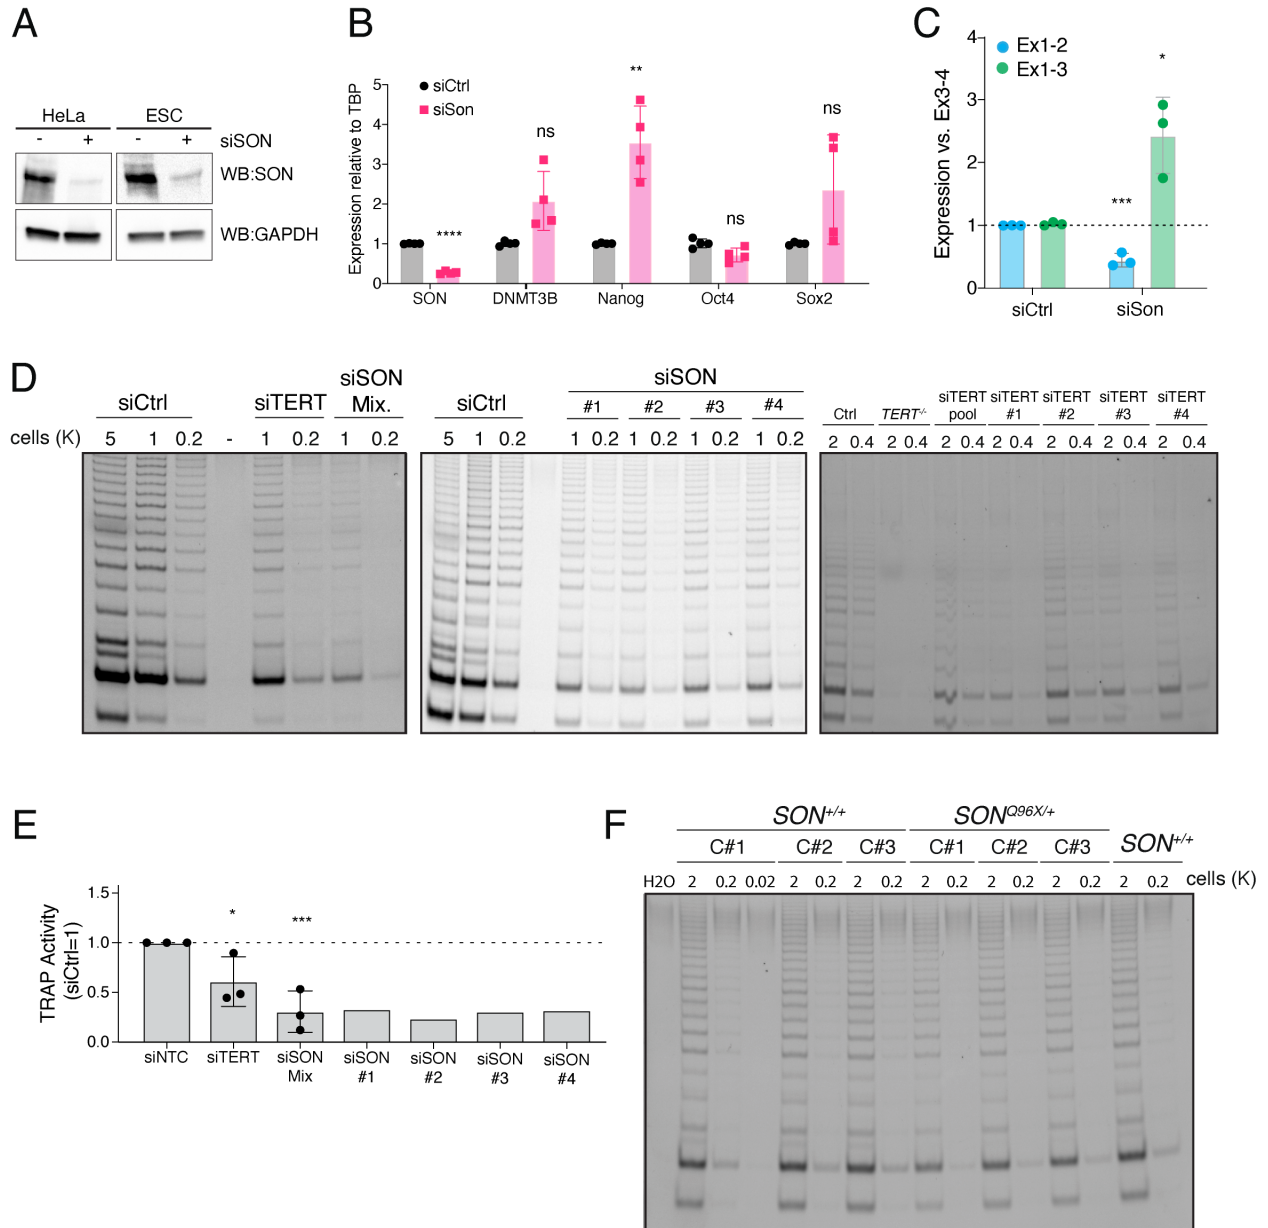 A
HeLa ESC
- + - + siSON
WB:SON
WB:GAPDH
B
Expression relative to TBP
5
4
3
2
1
0
siCtrl
siSon
**** ns ** ns ns
SON DNMT3B Nanog Oct4 Sox2
C
Expression vs. Ex3-4
4
3
2
1
0
Ex1-2
Ex1-3
*** *
siCtrl siSon
D
siCtrl siTERT siSON Mix.
cells (K) 5 1 0.2 - 1 0.2 1 0.2
siCtrl siSON
#1 #2 #3 #4
5 1 0.2 1 0.2 1 0.2 1 0.2 1 0.2
Ctrl TERT-/- siTERT pool siTERT #1 siTERT #2 siTERT #3 siTERT #4
2 0.4 2 0.4 2 0.4 2 0.4 2 0.4 2 0.4 2 0.4
E
TRAP Activity
(siCtrl=1)
1.5
1.0
0.5
0.0
* ***
siNTC siTERT siSON Mix siSON #1 siSON #2 siSON #3 siSON #4
F
SON+/+ SONQ96X/+
C#1 C#2 C#3 C#1 C#2 C#3 SON+/+
H2O 2 0.2 0.02 2 0.2 2 0.2 2 0.2 2 0.2 2 0.2 2 0.2 cells (K)